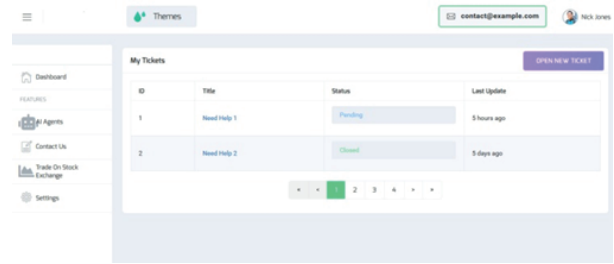 Themes
contact@example.com
Nick Jones
My Tickets
OPEN NEW TICKET
Dashboard
FEATURES
AI Agents
Contact Us
Trade On Stock
Exchange
Settings
ID Title Status Last Update
1 Need Help 1 Pending 5 hours ago
2 Need Help 2 Closed 5 days ago
« < 1 2 3 4 » »